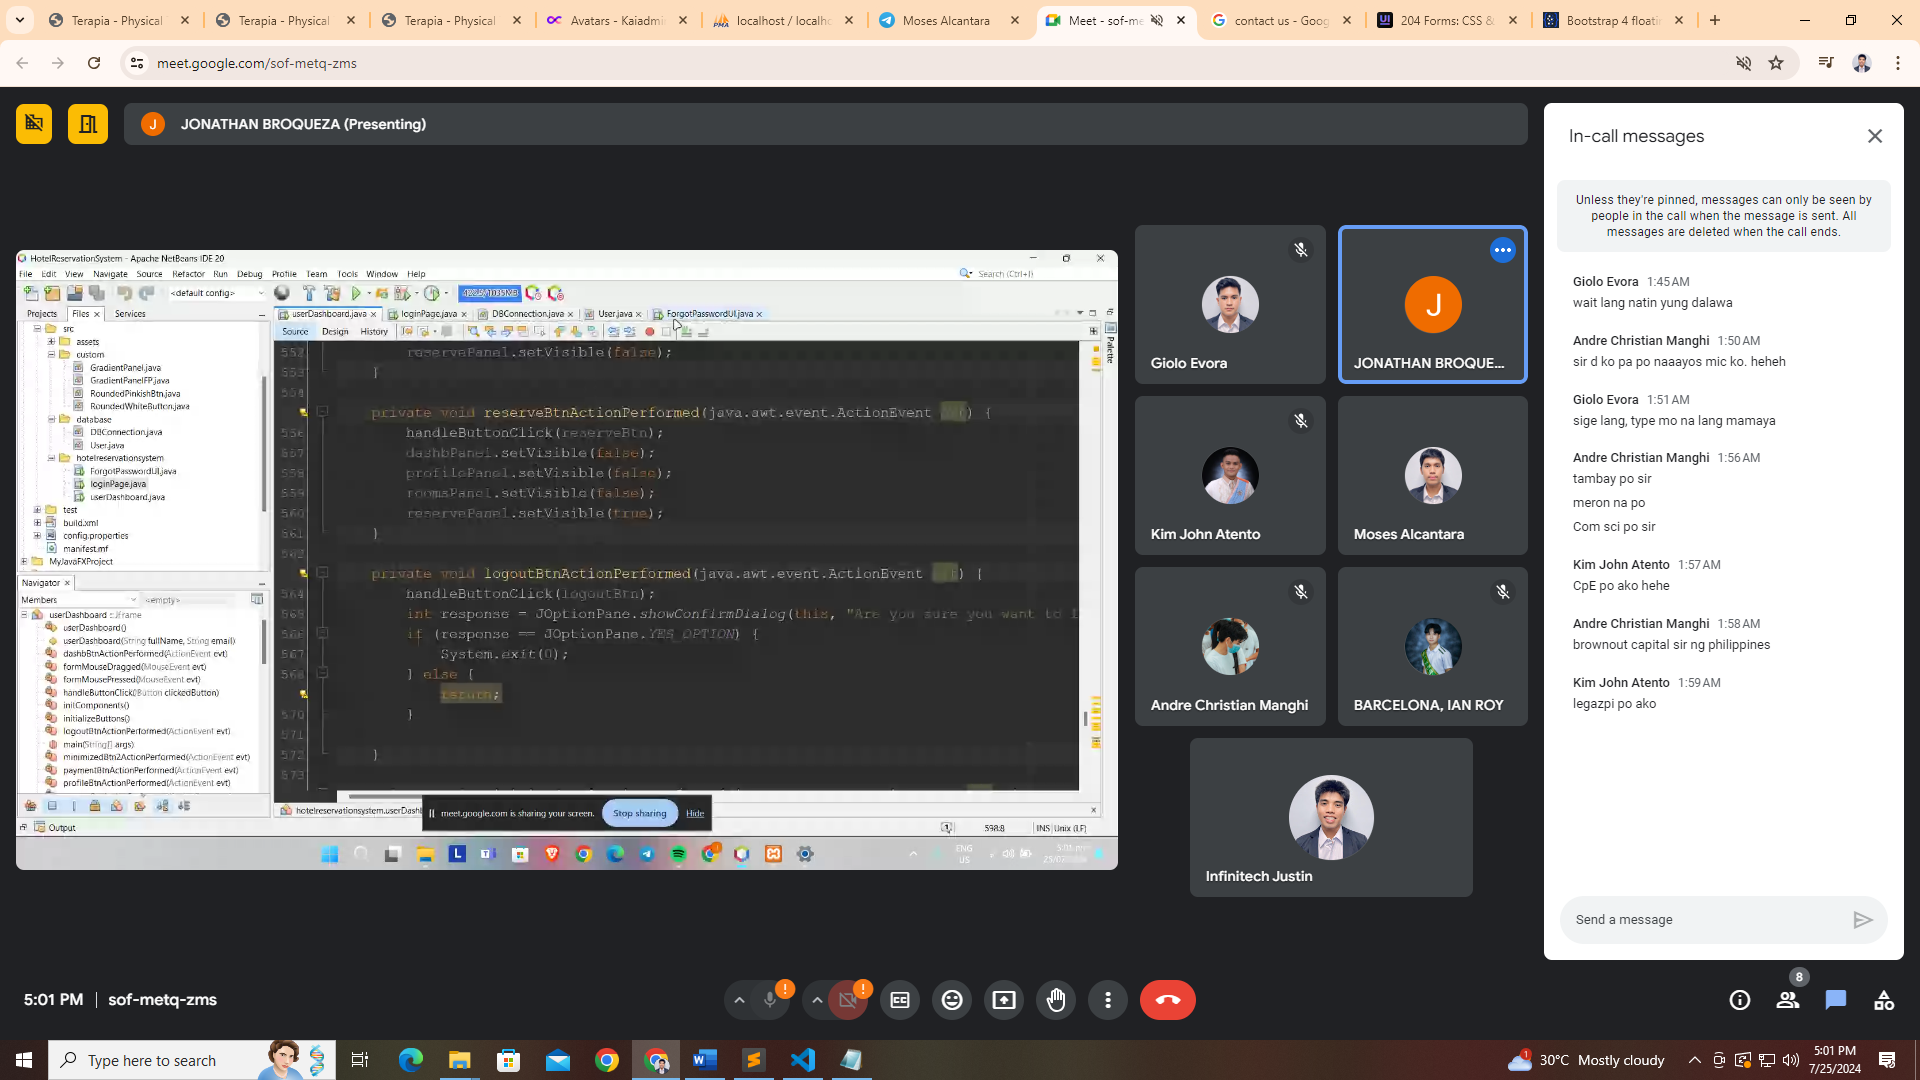 Terapia - Physical
Terapia - Physical
Terapia - Physical
Avatars - Kaiadmi
localhost / localho
Moses Alcantara
Meet - sof-me
contact us - Goog
204 Forms: CSS &
Bootstrap 4 floati
meet.google.com/sof-metq-zms
J
JONATHAN BROQUEZA (Presenting)
HotelReservationSystem - Apache NetBeans IDE 20
File Edit View Navigate Source Refactor Run Debug Profile Team Tools Window Help
Search (Ctrl+I)
<default config>
Projects Files Services
userDashboard.java loginPage.java DBConnection.java User.java ForgotPasswordUI.java
Source Design History
Palette
src
assets
custom
GradientPanel.java
GradientPanelFP.java
RoundedPinkishBtn.java
RoundedWhiteButton.java
database
DBConnection.java
User.java
hotelreservationsystem
ForgotPasswordUI.java
loginPage.java
userDashboard.java
test
build.xml
config.properties
manifest.mf
MyJavaFXProject
552 reservePanel.setVisible(false);
553 }
554
private void reserveBtnActionPerformed(java.awt.event.ActionEvent ) {
556 handleButtonClick(reserveBtn);
557 dashbPanel.setVisible(false);
558 profilePanel.setVisible(false);
559 roomsPanel.setVisible(false);
560 reservePanel.setVisible(true);
561 }
562
private void logoutBtnActionPerformed(java.awt.event.ActionEvent ) {
handleButtonClick(logoutBtn);
int response = JOptionPane.showConfirmDialog(this, "Are you sure you want to
if (response == JOptionPane.YES_OPTION) {
567 System.exit(0);
568 } else {
return;
570 }
571
572 }
573
Navigator
Members <empty>
userDashboard :: JFrame
userDashboard()
userDashboard(String fullName, String email)
dashbBtnActionPerformed(ActionEvent evt)
formMouseDragged(MouseEvent evt)
formMousePressed(MouseEvent evt)
handleButtonClick(JButton clickedButton)
initComponents()
initializeButtons()
logoutBtnActionPerformed(ActionEvent evt)
main(String[] args)
minimizedBtn2ActionPerformed(ActionEvent evt)
paymentBtnActionPerformed(ActionEvent evt)
profileBtnActionPerformed(ActionEvent evt)
hotelreservationsystem.userDashb
meet.google.com is sharing your screen. Stop sharing Hide
Output
598:8 INS Unix (LF)
ENG
US
Giolo Evora
J
JONATHAN BROQUE...
Kim John Atento
Moses Alcantara
Andre Christian Manghi
BARCELONA, IAN ROY
Infinitech Justin
In-call messages
Unless they're pinned, messages can only be seen by
people in the call when the message is sent. All
messages are deleted when the call ends.
Giolo Evora 1:45 AM
wait lang natin yung dalawa
Andre Christian Manghi 1:50 AM
sir d ko pa po naaayos mic ko. heheh
Giolo Evora 1:51 AM
sige lang, type mo na lang mamaya
Andre Christian Manghi 1:56 AM
tambay po sir
meron na po
Com sci po sir
Kim John Atento 1:57 AM
CpE po ako hehe
Andre Christian Manghi 1:58 AM
brownout capital sir ng philippines
Kim John Atento 1:59 AM
legazpi po ako
Send a message
5:01 PM | sof-metq-zms
8
Type here to search
30°C Mostly cloudy
5:01 PM
7/25/2024